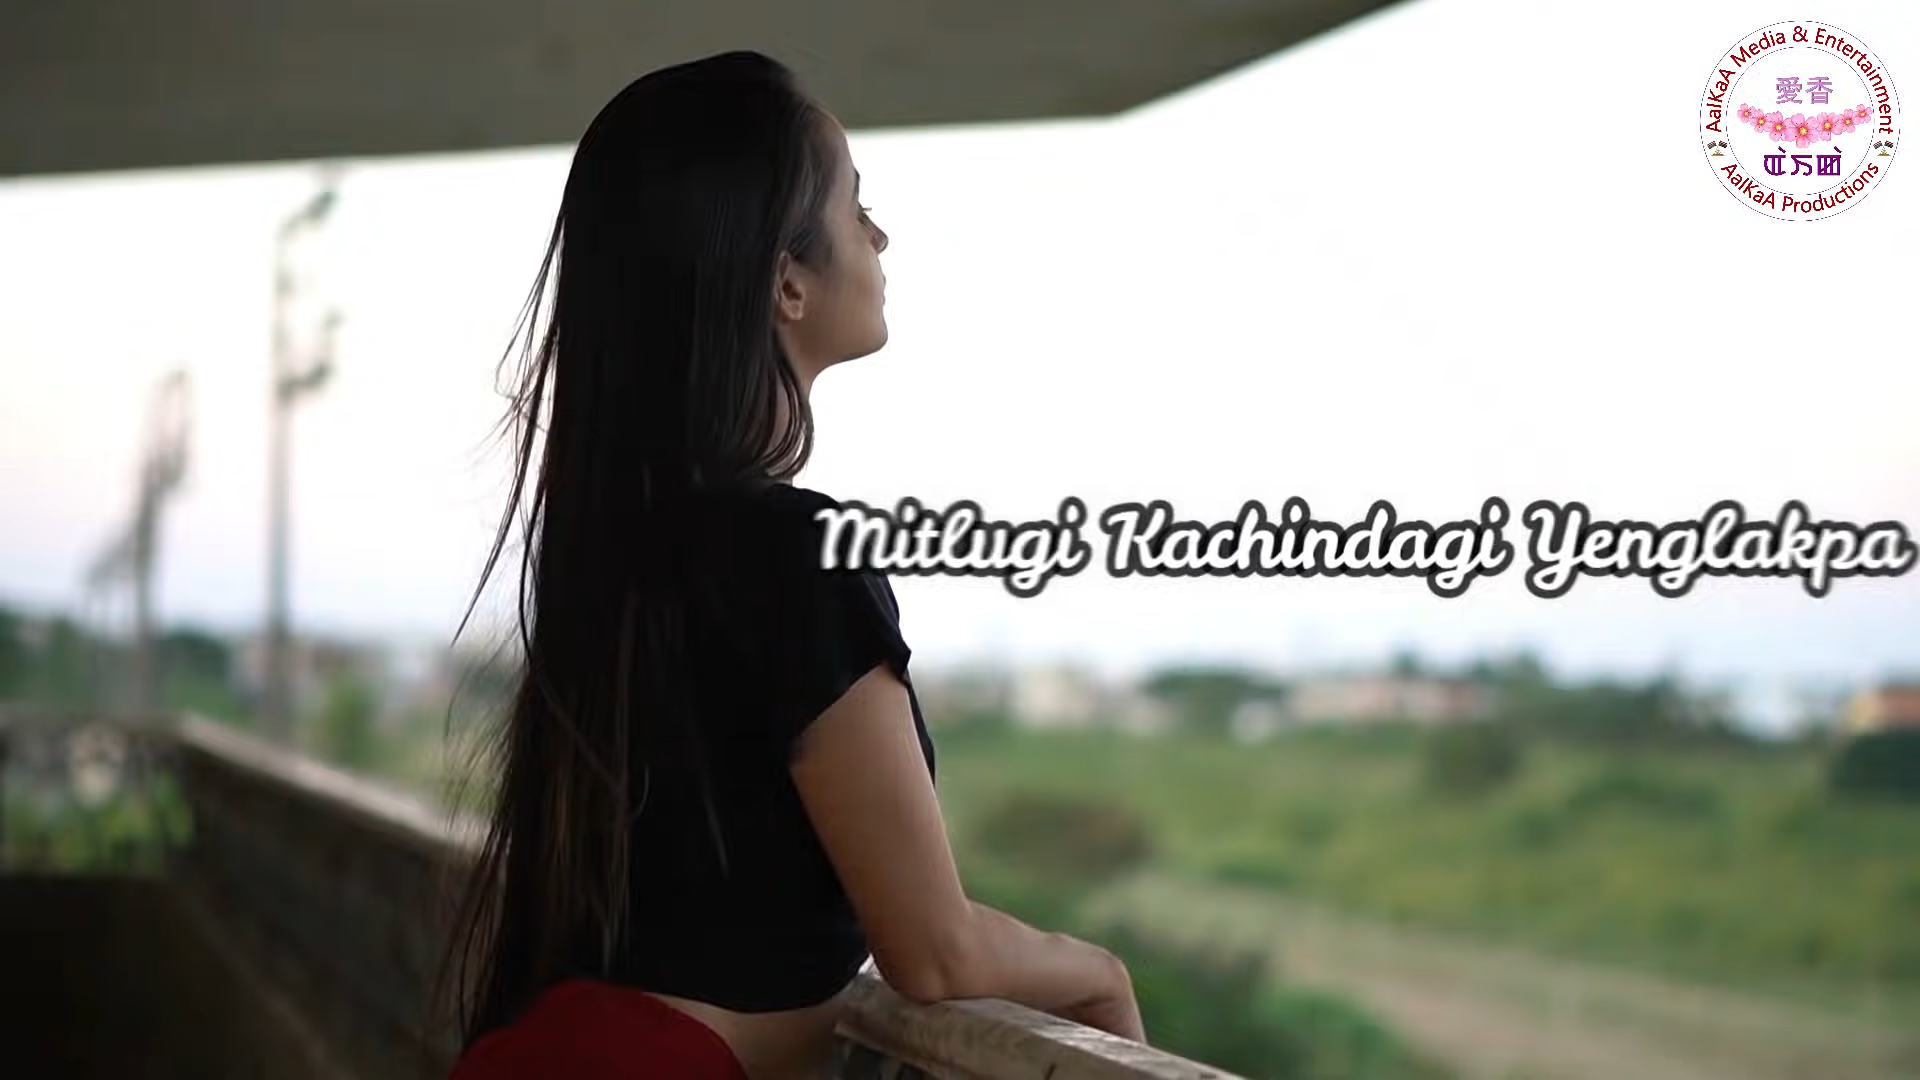 AalKaA Media & Entertainment
愛香
AalKaA Productions
Mitlugi Kachindagi Yenglakpa